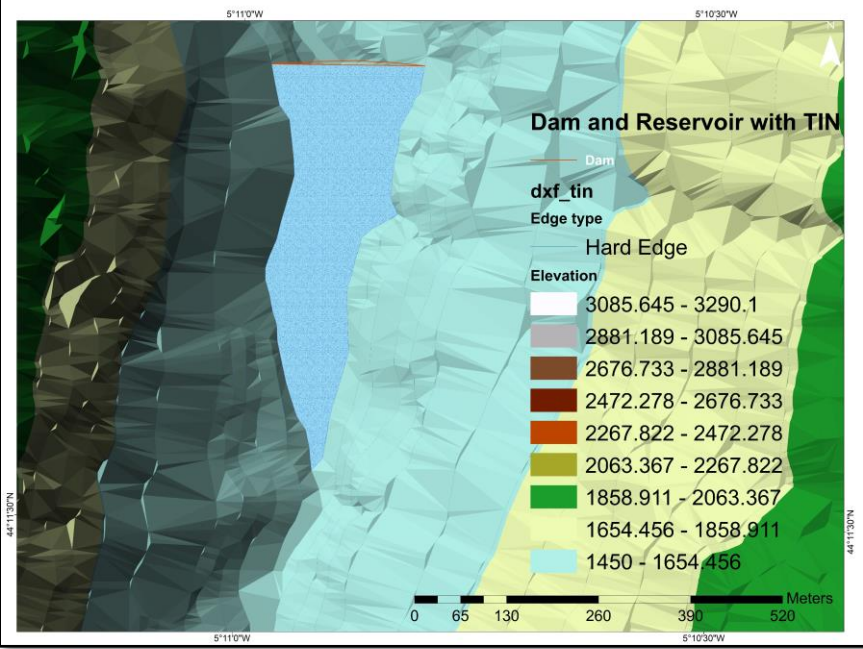 5°11'0"W 5°10'30"W
Dam and Reservoir with TIN
Dam
dxf_tin
Edge type
Hard Edge
Elevation
3085.645 - 3290.1
2881.189 - 3085.645
2676.733 - 2881.189
2472.278 - 2676.733
2267.822 - 2472.278
2063.367 - 2267.822
1858.911 - 2063.367
1654.456 - 1858.911
1450 - 1654.456
44°11'30"N 44°11'30"N
Meters
0 65 130 260 390 520
5°11'0"W 5°10'30"W